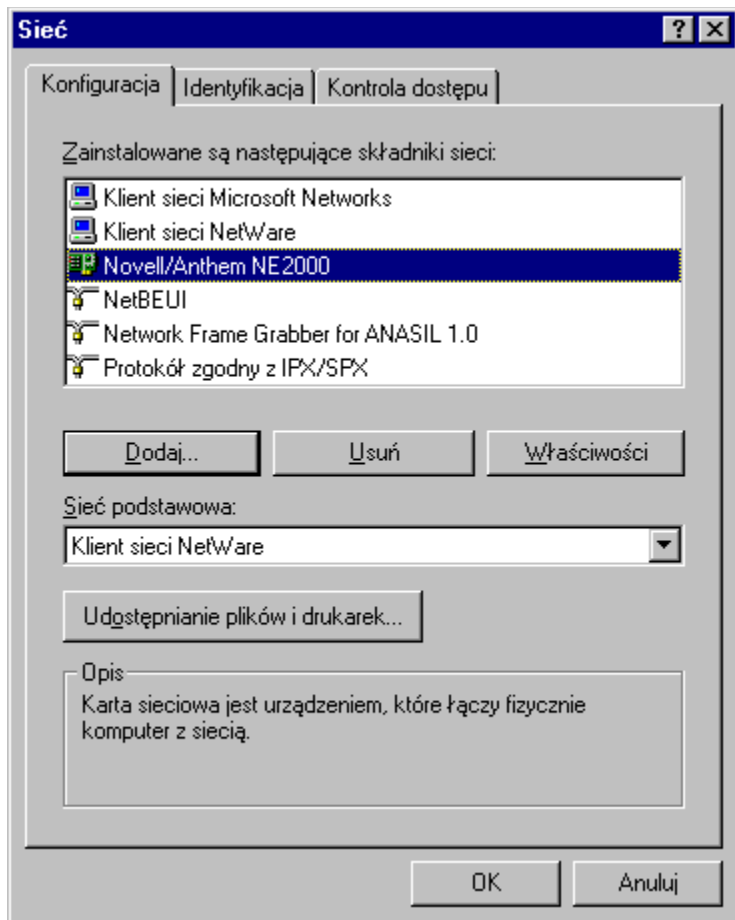 Sieć
Konfiguracja
Identyfikacja
Kontrola dostępu
Zainstalowane są następujące składniki sieci:
Klient sieci Microsoft Networks
Klient sieci NetWare
Novell/Anthem NE2000
NetBEUI
Network Frame Grabber for ANASIL 1.0
Protokół zgodny z IPX/SPX
Dodaj...
Usuń
Właściwości
Sieć podstawowa:
Klient sieci NetWare
Udostępnianie plików i drukarek...
Opis
Karta sieciowa jest urządzeniem, które łączy fizycznie
komputer z siecią.
OK
Anuluj